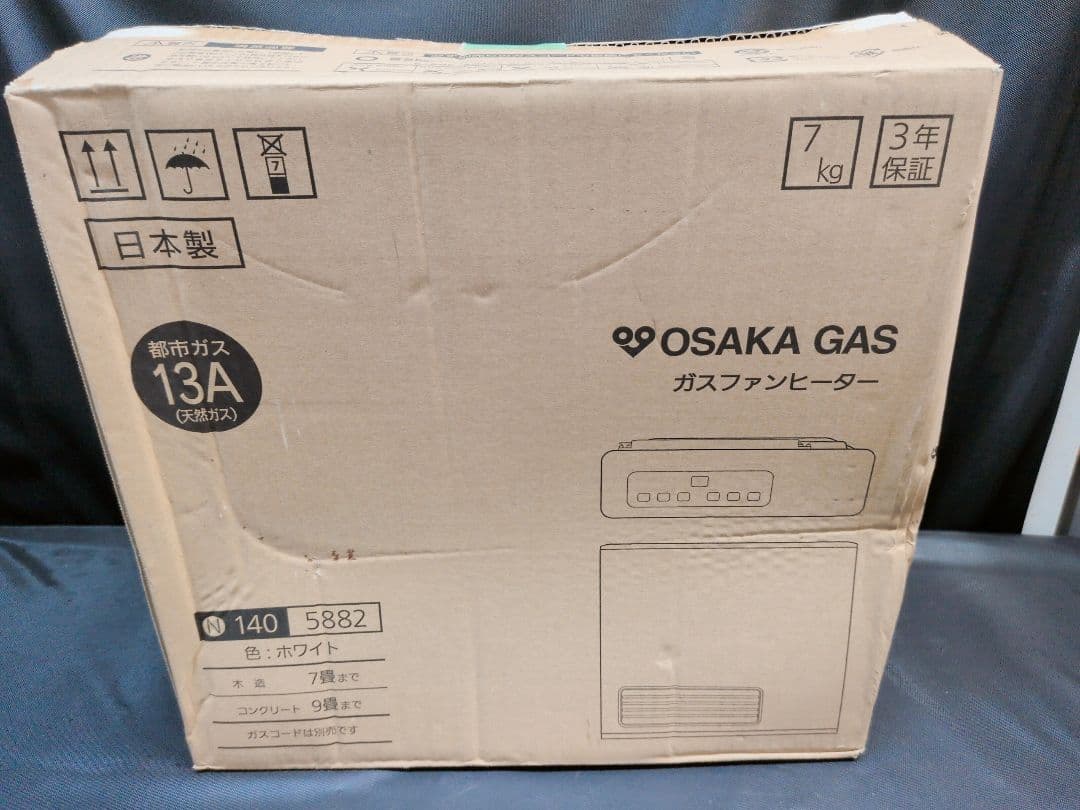 7
7
kg
3年
保証
日本製
都市ガス
13A
(天然ガス)
OSAKA GAS
ガスファンヒーター
N 140 5882
色:ホワイト
木造 7畳まで
コンクリート 9畳まで
ガスコードは別売です